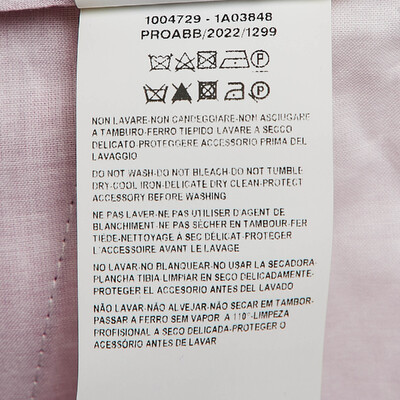 1004729 - 1A03848
PROABB/2022/1299
NON LAVARE-NON CANDEGGIARE-NON ASCIUGARE
A TAMBURO-FERRO TIEPIDO LAVARE A SECCO
DELICATO-PROTEGGERE ACCESSORIO PRIMA DEL
LAVAGGIO
DO NOT WASH-DO NOT BLEACH-DO NOT TUMBLE
DRY-COOL IRON-DELICATE DRY CLEAN-PROTECT
ACCESSORY BEFORE WASHING
NE PAS LAVER-NE PAS UTILISER D'AGENT DE
BLANCHIMENT-NE PAS SÉCHER EN TAMBOUR-FER
TIEDE-NETTOYAGE A SEC DÉLICAT-PROTEGER
L'ACCESSOIRE AVANT LE LAVAGE
NO LAVAR-NO BLANQUEAR-NO USAR LA SECADORA-
PLANCHA TIBIA-LIMPIAR EN SECO DELICADAMENTE-
PROTEGER EL ACCESORIO ANTES DEL LAVADO
NÃO LAVAR-NÃO ALVEJAR-NÃO SECAR EM TAMBOR-
PASSAR A FERRO SEM VAPOR A 110°-LIMPEZA
PROFISIONAL A SECO DELICADA-PROTEGER O
ACESSÓRIO ANTES DE LAVAR